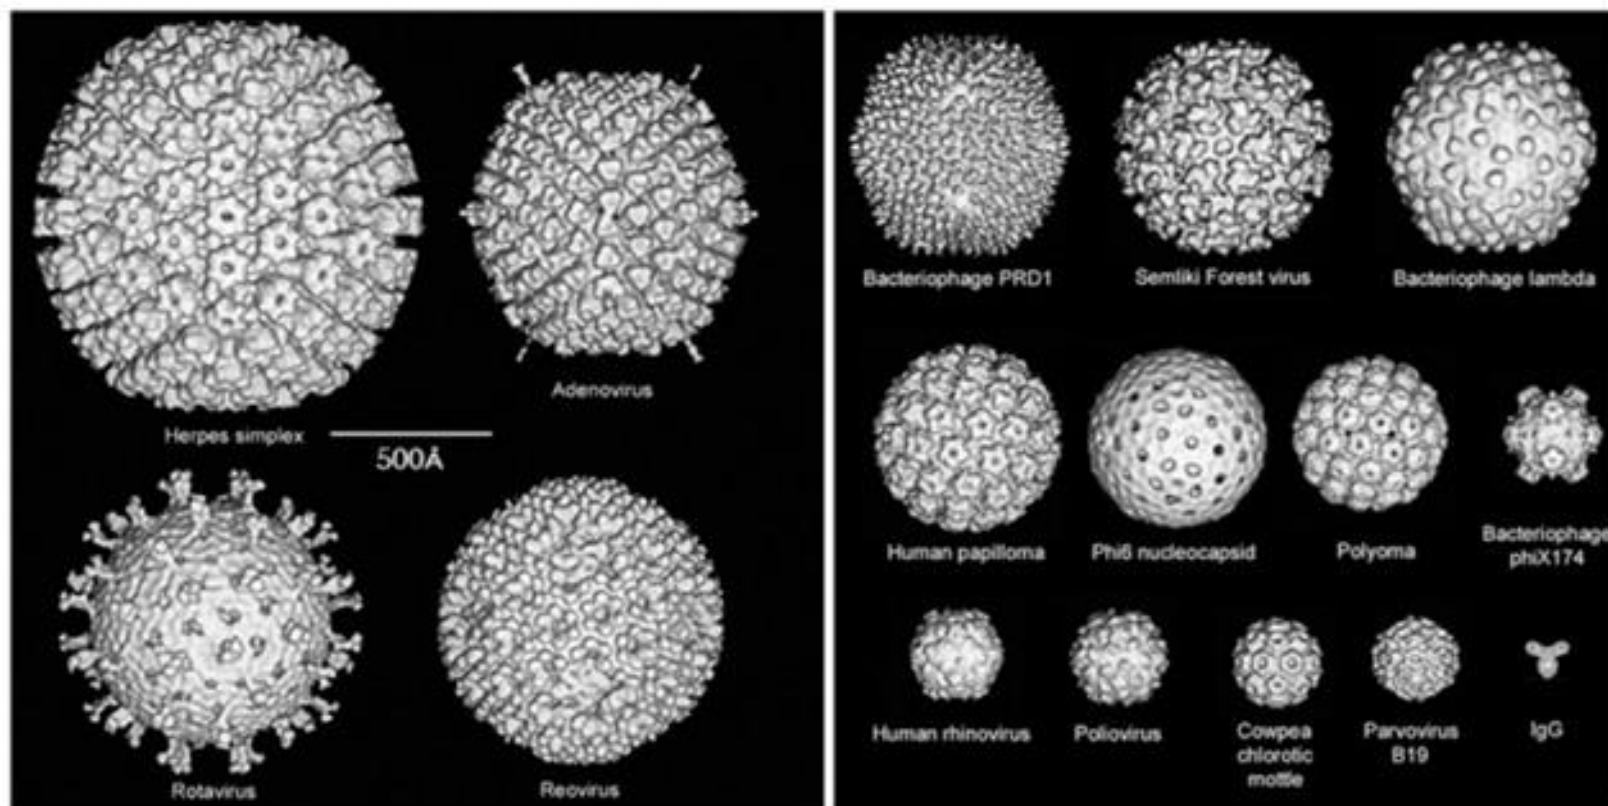 Adenovirus
Herpes simplex
500Å
Rotavirus
Reovirus
Bacteriophage PRD1
Semliki Forest virus
Bacteriophage lambda
Human papilloma
Phi6 nucleocapsid
Polyoma
Bacteriophage
phiX174
Human rhinovirus
Poliovirus
Cowpea
chlorotic
mottle
Parvovirus
B19
IgG